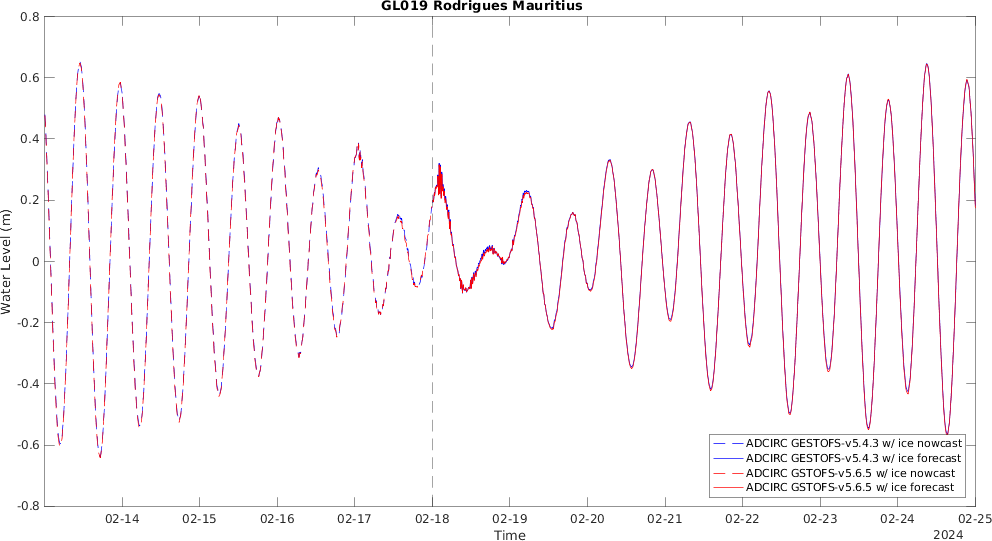 GL019 Rodrigues Mauritius
0.8
0.6
0.4
0.2
0
-0.2
-0.4
-0.6
-0.8
Water Level (m)
02-14 02-15 02-16 02-17 02-18 02-19 02-20 02-21 02-22 02-23 02-24 02-25
Time
2024
ADCIRC GESTOFS-v5.4.3 w/ ice nowcast
ADCIRC GESTOFS-v5.4.3 w/ ice forecast
ADCIRC GSTOFS-v5.6.5 w/ ice nowcast
ADCIRC GSTOFS-v5.6.5 w/ ice forecast